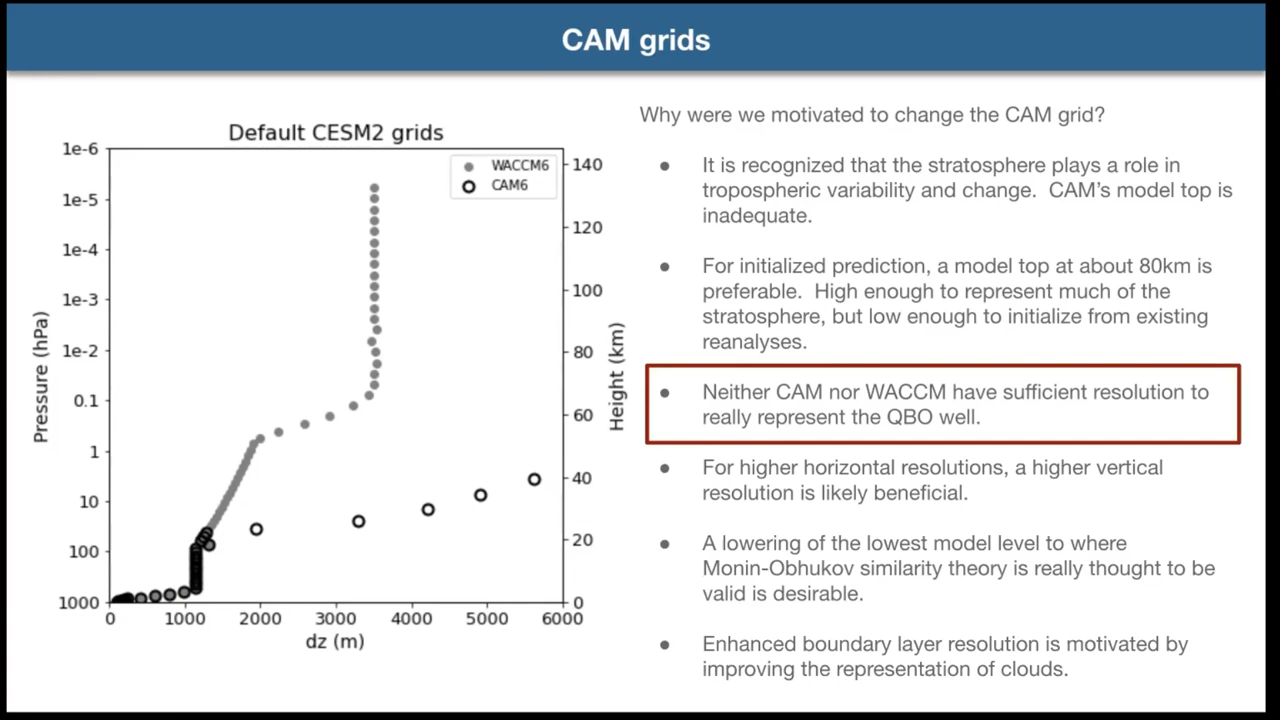 CAM grids
Default CESM2 grids
WACCM6
CAM6
1e-6
1e-5
1e-4
1e-3
1e-2
0.1
1
10
100
1000
Pressure (hPa)
140
120
100
80
60
40
20
0
Height (km)
0
1000
2000
3000
4000
5000
6000
dz (m)
Why were we motivated to change the CAM grid?
● It is recognized that the stratosphere plays a role in
tropospheric variability and change. CAM's model top is
inadequate.
● For initialized prediction, a model top at about 80km is
preferable. High enough to represent much of the
stratosphere, but low enough to initialize from existing
reanalyses.
● Neither CAM nor WACCM have sufficient resolution to
really represent the QBO well.
● For higher horizontal resolutions, a higher vertical
resolution is likely beneficial.
● A lowering of the lowest model level to where
Monin-Obhukov similarity theory is really thought to be
valid is desirable.
● Enhanced boundary layer resolution is motivated by
improving the representation of clouds.